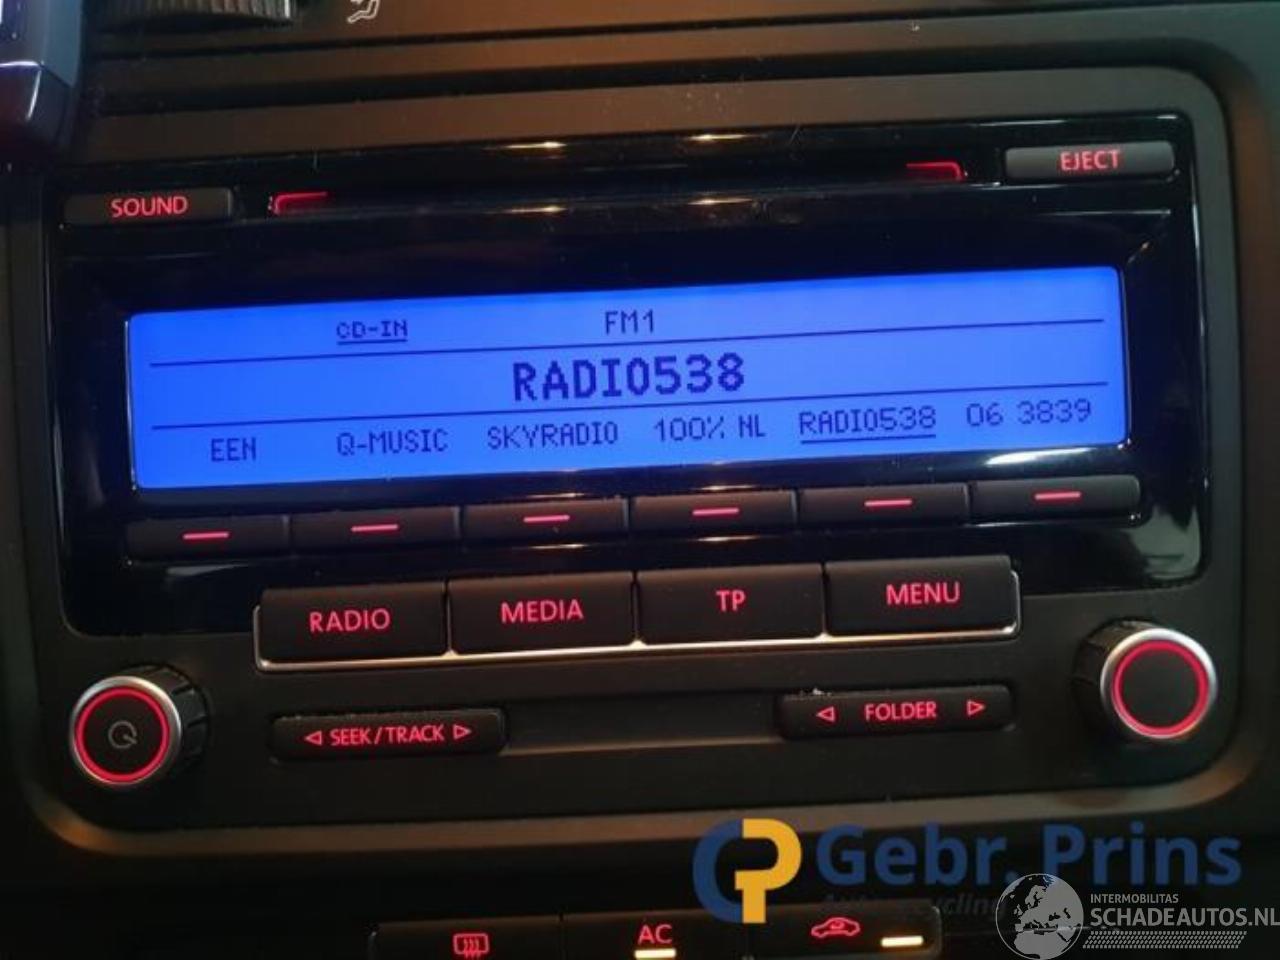 SOUND
EJECT
CD-IN FM1
RADIO538
EEN Q-MUSIC SKYRADIO 100% NL RADIO538 06 3839
RADIO MEDIA TP MENU
SEEK/TRACK FOLDER
AC
Gebr. Prins
INTERMOBILITAS
SCHADEAUTOS.NL